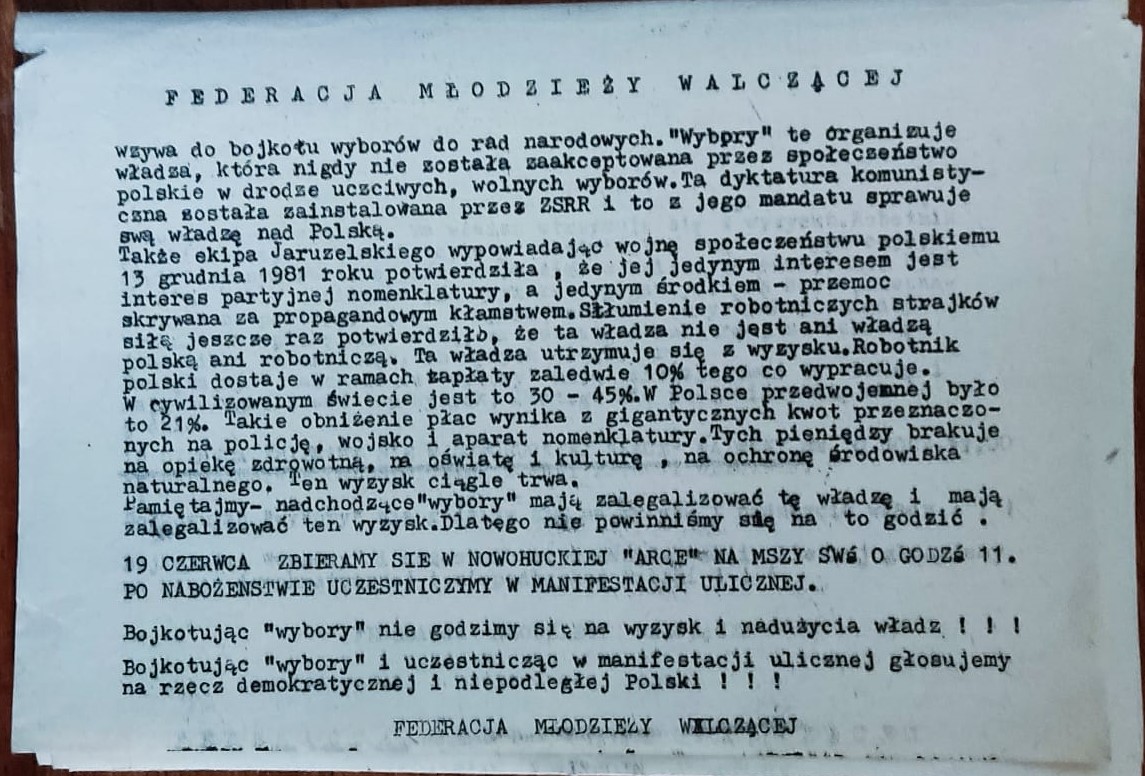 FEDERACJA MŁODZIEŻY WALCZĄCEJ
wzywa do bojkotu wyborów do rad narodowych."Wybory" te organizuje
władza, która nigdy nie została zaakceptowana przez społeczeństwo
polskie w drodze uczciwych, wolnych wyborów.Ta dyktatura komunisty-
czna została zainstalowana przez ZSRR i to z jego mandatu sprawuje
swą władzę nad Polską.
Także ekipa Jaruzelskiego wypowiadając wojnę społeczeństwu polskiemu
13 grudnia 1981 roku potwierdziła , że jej jedynym interesem jest
interes partyjnej nomenklatury, a jedynym środkiem - przemoc
skrywana za propagandowym kłamstwem.Stłumienie robotniczych strajków
siłą jeszcze raz potwierdziło, że ta władza nie jest ani władzą
polską ani robotniczą. Ta władza utrzymuje się z wyzysku.Robotnik
polski dostaje w ramach zapłaty zaledwie 10% tego co wypracuje.
W cywilizowanym świecie jest to 30 - 45%.W Polsce przedwojennej było
to 21%. Takie obniżenie płac wynika z gigantycznych kwot przeznaczo-
nych na policję, wojsko i aparat nomenklatury.Tych pieniędzy brakuje
na opiekę zdrowotną, na oświatę i kulturę , na ochronę środowiska
naturalnego. Ten wyzysk ciągle trwa.
Pamiętajmy- nadchodzące"wybory" mają zalegalizować tę władzę i mają
zalegalizować ten wyzysk.Dlatego nie powinniśmy się na to godzić .
19 CZERWCA ZBIERAMY SIE W NOWOHUCKIEJ "ARCE" NA MSZY SWś O GODZś 11.
PO NABOŻENSTWIE UCZESTNICZYMY W MANIFESTACJI ULICZNEJ.
Bojkotując "wybory" nie godzimy się na wyzysk i nadużycia władz ! ! !
Bojkotując "wybory" i uczestnicząc w manifestacji ulicznej głosujemy
na rzecz demokratycznej i niepodległej Polski ! ! !
FEDERACJA MŁODZIEŻY WALCZĄCEJ